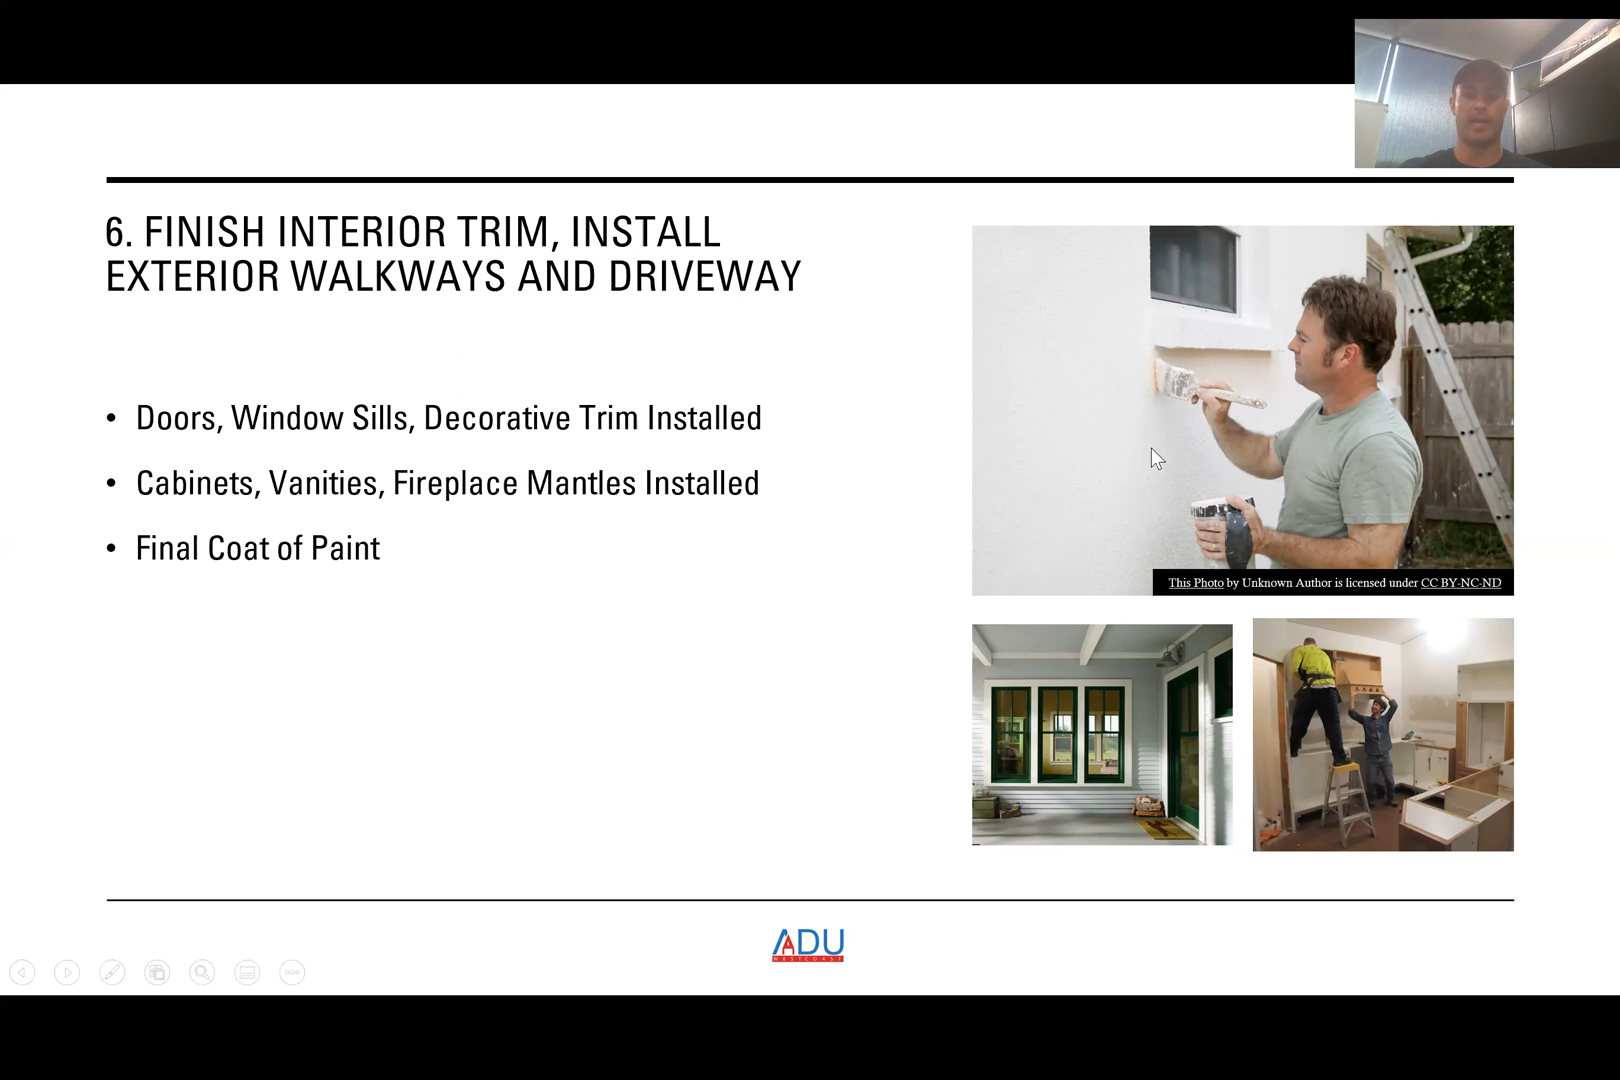 6. FINISH INTERIOR TRIM, INSTALL
EXTERIOR WALKWAYS AND DRIVEWAY
• Doors, Window Sills, Decorative Trim Installed
• Cabinets, Vanities, Fireplace Mantles Installed
• Final Coat of Paint
This Photo by Unknown Author is licensed under CC BY-NC-ND
ADU
WESTCOAST